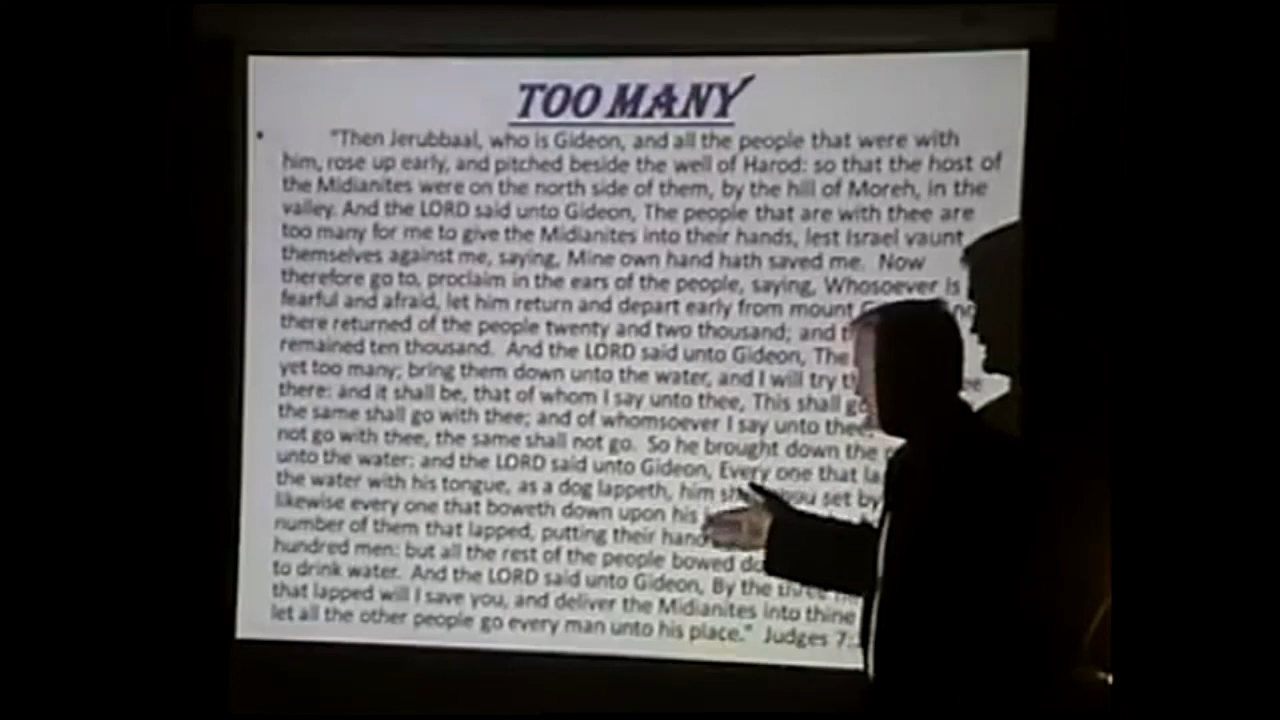 TOO MANY
• "Then Jerubbaal, who is Gideon, and all the people that were with
him, rose up early, and pitched beside the well of Harod: so that the host of
the Midianites were on the north side of them, by the hill of Moreh, in the
valley. And the LORD said unto Gideon, The people that are with thee are
too many for me to give the Midianites into their hands, lest Israel vaunt
themselves against me, saying, Mine own hand hath saved me. Now
therefore go to, proclaim in the ears of the people, saying, Whosoever is
fearful and afraid, let him return and depart early from mount
there returned of the people twenty and two thousand; and
remained ten thousand. And the LORD said unto Gideon, The
yet too many; bring them down unto the water, and I will try
there: and it shall be, that of whom I say unto thee, This shall go
the same shall go with thee; and of whomsoever I say unto thee,
not go with thee, the same shall not go. So he brought down the
unto the water: and the LORD said unto Gideon, Every one that
the water with his tongue, as a dog lappeth, him set by
likewise every one that boweth down upon his
number of them that lapped, putting their hand
hundred men: but all the rest of the people bowed
to drink water. And the LORD said unto Gideon, By the three
that lapped will I save you, and deliver the Midianites into thine
let all the other people go every man unto his place." Judges 7: